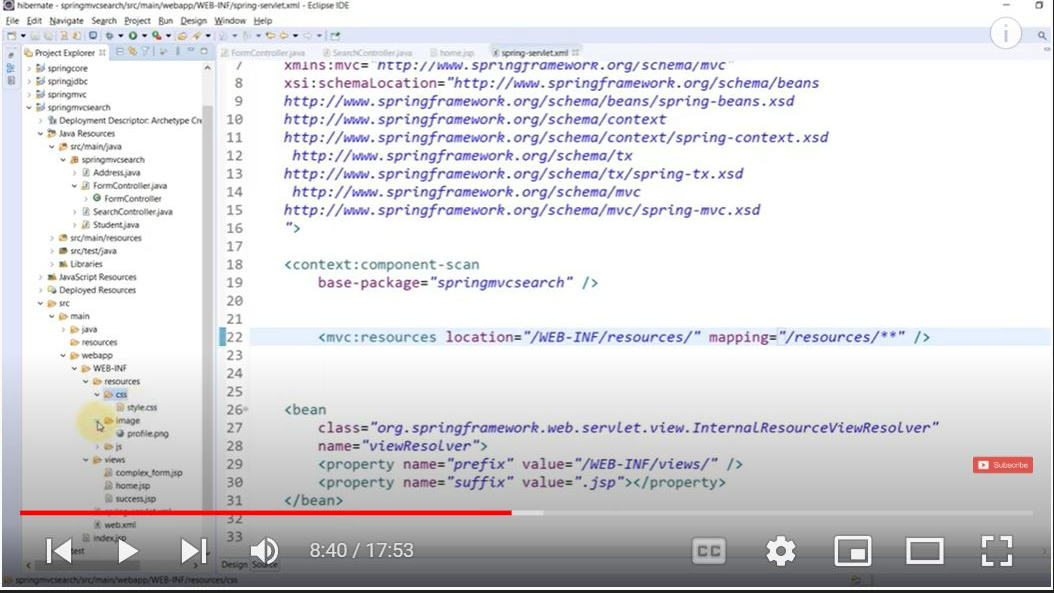 hibernate - springmvcsearch/src/main/webapp/WEB-INF/spring-servlet.xml - Eclipse IDE
File Edit Navigate Search Project Run Design Window Help
Project Explorer
FormController.java SearchController.java home.jsp spring-servlet.xml
springcore
springjdbc
springmvc
springmvcsearch
Deployment Descriptor: Archetype Cre
Java Resources
src/main/java
springmvcsearch
Address.java
FormController.java
FormController
SearchController.java
Student.java
src/main/resources
src/test/java
Libraries
JavaScript Resources
Deployed Resources
src
main
java
resources
webapp
WEB-INF
resources
css
style.css
image
profile.png
js
views
complex_form.jsp
home.jsp
success.jsp
spring-servlet.xml
web.xml
index.jsp
test
7 xmlns:mvc="http://www.springframework.org/schema/mvc"
8 xsi:schemaLocation="http://www.springframework.org/schema/beans
9 http://www.springframework.org/schema/beans/spring-beans.xsd
10 http://www.springframework.org/schema/context
11 http://www.springframework.org/schema/context/spring-context.xsd
12 http://www.springframework.org/schema/tx
13 http://www.springframework.org/schema/tx/spring-tx.xsd
14 http://www.springframework.org/schema/mvc
15 http://www.springframework.org/schema/mvc/spring-mvc.xsd
16 ">
17
18 <context:component-scan
19 base-package="springmvcsearch" />
20
21
22 <mvc:resources location="/WEB-INF/resources/" mapping="/resources/**" />
23
24
25
26 <bean
27 class="org.springframework.web.servlet.view.InternalResourceViewResolver"
28 name="viewResolver">
29 <property name="prefix" value="/WEB-INF/views/" />
30 <property name="suffix" value=".jsp"></property>
31 </bean>
32
33
Subscribe
8:40 / 17:53
CC
Design Source
springmvcsearch/src/main/webapp/WEB-INF/resources/css